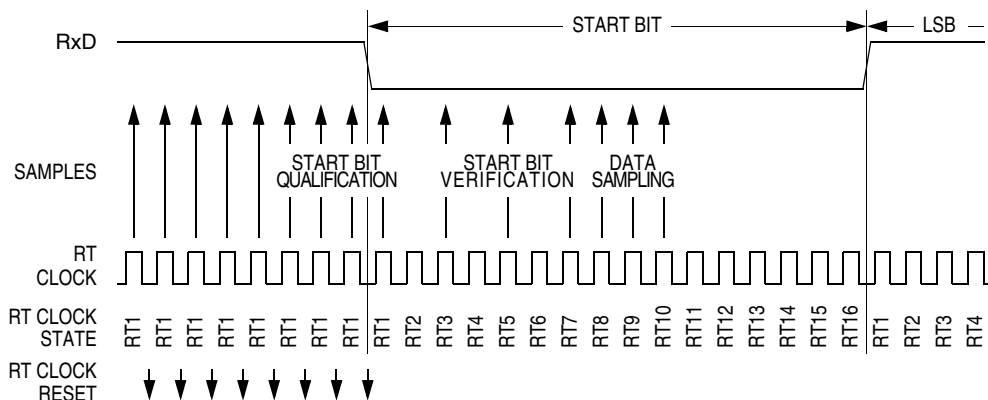 START BIT
LSB
RxD
SAMPLES
START BIT
QUALIFICATION
START BIT
VERIFICATION
DATA
SAMPLING
RT
CLOCK
RT CLOCK
STATE
RT1 RT1 RT1 RT1 RT1 RT1 RT1 RT1 RT1 RT2 RT3 RT4 RT5 RT6 RT7 RT8 RT9 RT10 RT11 RT12 RT13 RT14 RT15 RT16 RT1 RT2 RT3 RT4
RT CLOCK
RESET